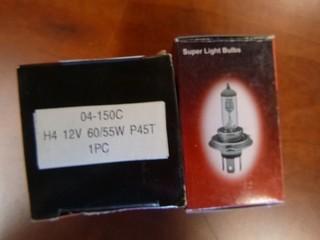 04-150C
H4 12V 60/55W P45T
1PC
Super Light Bulbs